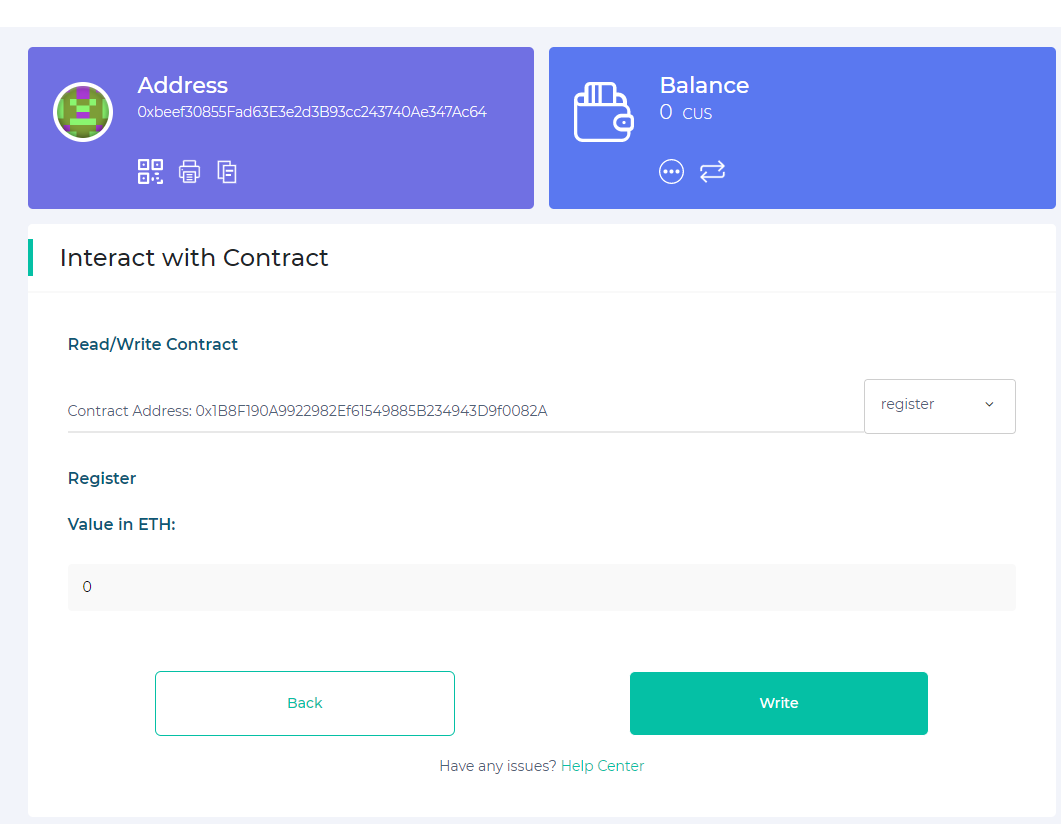 Address
0xbeef30855Fad63E3e2d3B93cc243740Ae347Ac64
Balance
0 CUS
Interact with Contract
Read/Write Contract
Contract Address: 0x1B8F190A9922982Ef61549885B234943D9f0082A
register
Register
Value in ETH:
0
Back
Write
Have any issues? Help Center